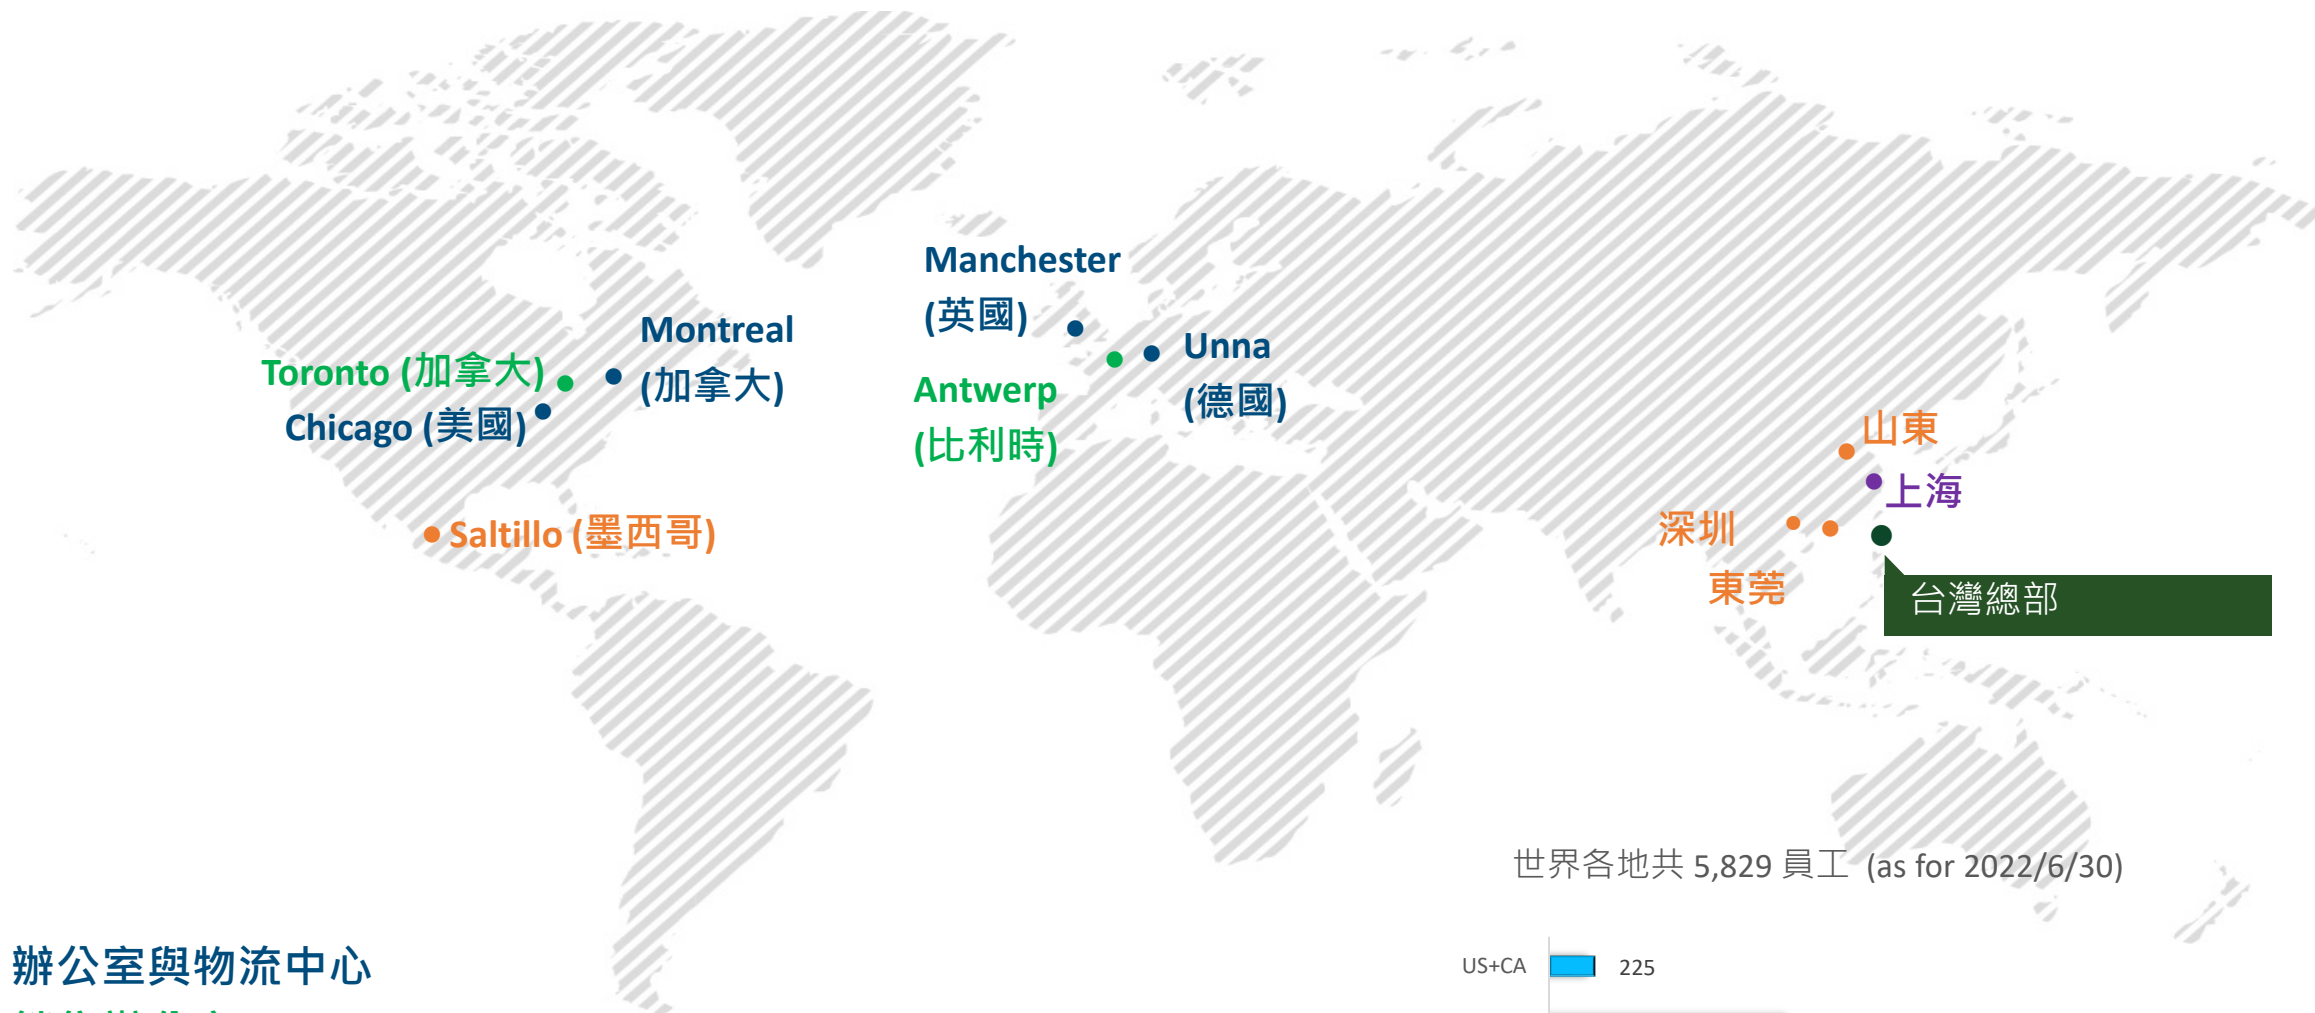 Manchester
(英國)
Montreal
(加拿大)
Unna
(德國)
Toronto (加拿大)
Chicago (美國)
Antwerp
(比利時)
山東
上海
Saltillo (墨西哥)
深圳
東莞
台灣總部
世界各地共 5,829 員工 (as for 2022/6/30)
辦公室與物流中心
US+CA 225